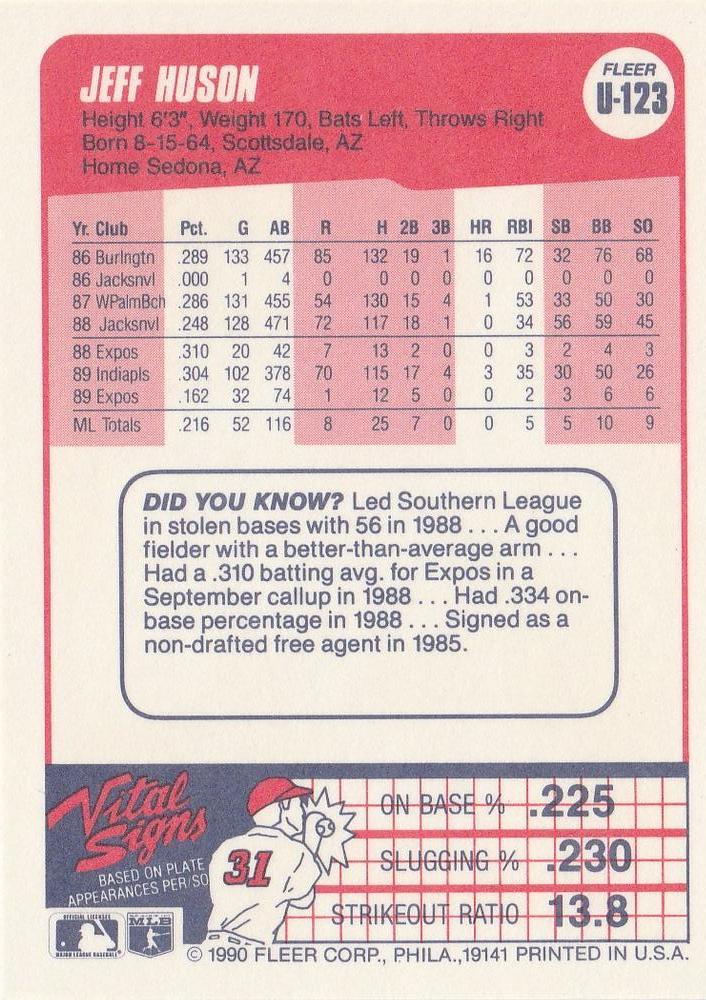 JEFF HUSON
FLEER
U-123
Height 6'3", Weight 170, Bats Left, Throws Right
Born 8-15-64, Scottsdale, AZ
Home Sedona, AZ
Yr. Club Pct. G AB R H 2B 3B HR RBI SB BB SO
86 Burlngtn .289 133 457 85 132 19 1 16 72 32 76 68
86 Jacksnvl .000 1 4 0 0 0 0 0 0 0 0 0
87 WPalmBch .286 131 455 54 130 15 4 1 53 33 50 30
88 Jacksnvl .248 128 471 72 117 18 1 0 34 56 59 45
88 Expos .310 20 42 7 13 2 0 0 3 2 4 3
89 Indiapls .304 102 378 70 115 17 4 3 35 30 50 26
89 Expos .162 32 74 1 12 5 0 0 2 3 6 6
ML Totals .216 52 116 8 25 7 0 0 5 5 10 9
DID YOU KNOW? Led Southern League
in stolen bases with 56 in 1988 . . . A good
fielder with a better-than-average arm . . .
Had a .310 batting avg. for Expos in a
September callup in 1988 . . . Had .334 on-
base percentage in 1988 . . . Signed as a
non-drafted free agent in 1985.
Vital
Signs
BASED ON PLATE
APPEARANCES PER/SO
31
ON BASE % .225
SLUGGING % .230
STRIKEOUT RATIO 13.8
OFFICIAL LICENSEE
MAJOR LEAGUE BASEBALL
MLB
© 1990 FLEER CORP., PHILA.,19141 PRINTED IN U.S.A.